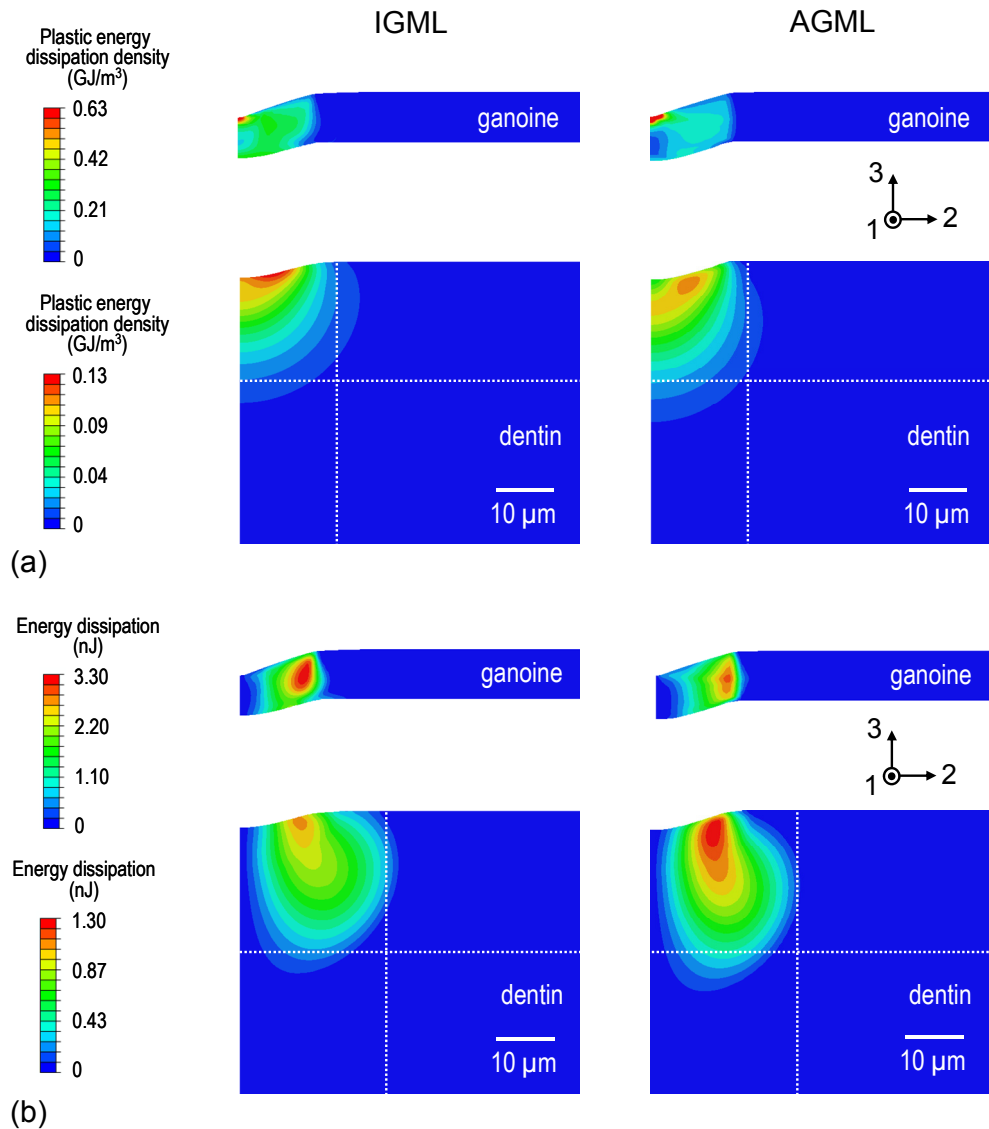 IGML
AGML
Plastic energy
dissipation density
(GJ/m³)
0.63
0.42
0.21
0
ganoine
ganoine
3
1
2
Plastic energy
dissipation density
(GJ/m³)
0.13
0.09
0.04
0
dentin
10 µm
dentin
10 µm
(a)
Energy dissipation
(nJ)
3.30
2.20
1.10
0
ganoine
ganoine
3
1
2
Energy dissipation
(nJ)
1.30
0.87
0.43
0
dentin
10 µm
dentin
10 µm
(b)